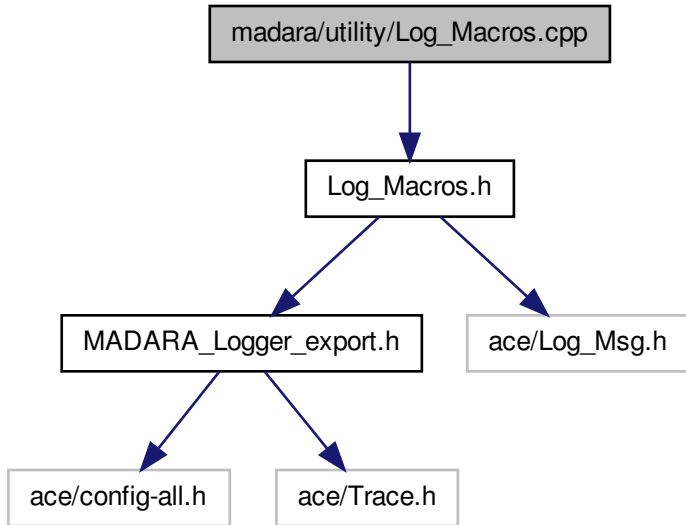 madara/utility/Log_Macros.cpp
Log_Macros.h
MADARA_Logger_export.h
ace/Log_Msg.h
ace/config-all.h
ace/Trace.h